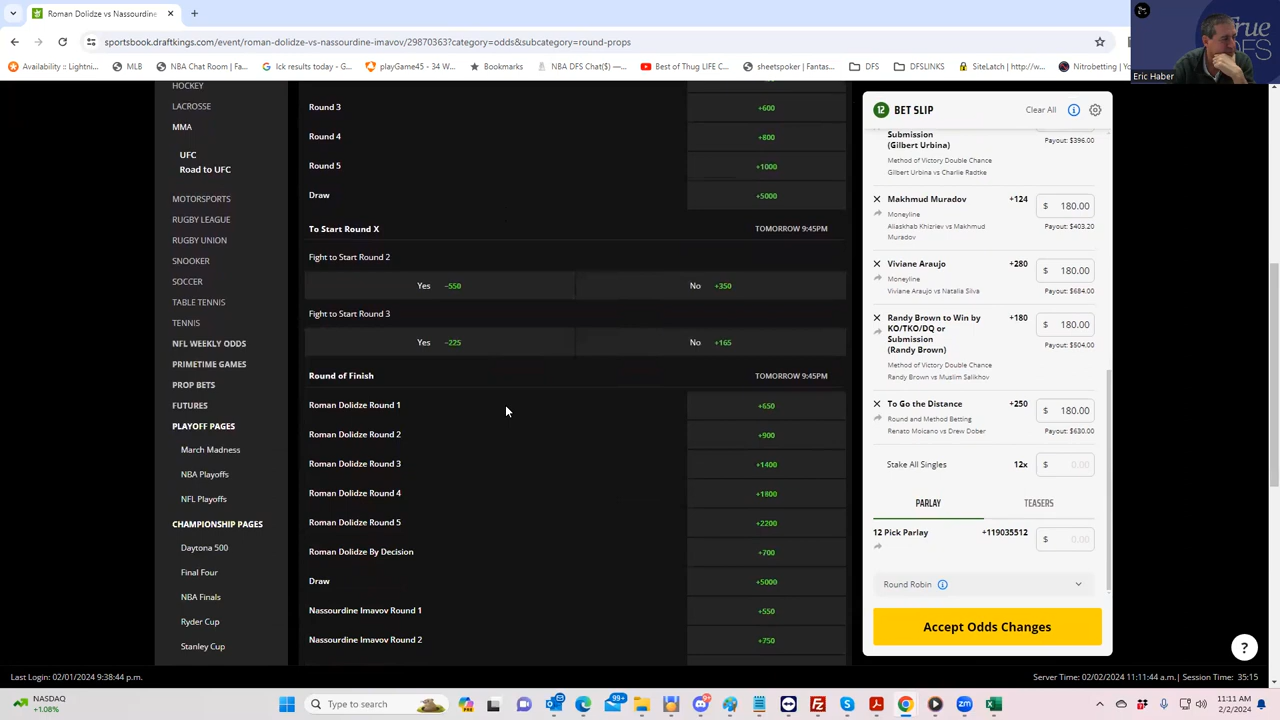 Roman Dolidze vs Nassourdine
sportsbook.draftkings.com/event/roman-dolidze-vs-nassourdine-imavov/29870363?category=odds&subcategory=round-props
Availability :: Lightni...
MLB
NBA Chat Room | Fa...
Ick results today - G...
playGame45 - 34 W...
Bookmarks
NBA DFS Chat($) —...
Best of Thug LIFE C...
sheetspoker | Fantas...
DFS
DFSLINKS
SiteLatch | http://w...
Nitrobetting | You
True
DFS
Eric Haber
HOCKEY
LACROSSE
MMA
UFC
Road to UFC
MOTORSPORTS
RUGBY LEAGUE
RUGBY UNION
SNOOKER
SOCCER
TABLE TENNIS
TENNIS
NFL WEEKLY ODDS
PRIMETIME GAMES
PROP BETS
FUTURES
PLAYOFF PAGES
March Madness
NBA Playoffs
NFL Playoffs
CHAMPIONSHIP PAGES
Daytona 500
Final Four
NBA Finals
Ryder Cup
Stanley Cup
Round 3 +600
Round 4 +800
Round 5 +1000
Draw +5000
To Start Round X TOMORROW 9:45PM
Fight to Start Round 2
Yes −550 No +350
Fight to Start Round 3
Yes −225 No +165
Round of Finish TOMORROW 9:45PM
Roman Dolidze Round 1 +650
Roman Dolidze Round 2 +900
Roman Dolidze Round 3 +1400
Roman Dolidze Round 4 +1800
Roman Dolidze Round 5 +2200
Roman Dolidze By Decision +700
Draw +5000
Nassourdine Imavov Round 1 +550
Nassourdine Imavov Round 2 +750
12 BET SLIP Clear All
Submission
(Gilbert Urbina)
Payout: $396.00
Method of Victory Double Chance
Gilbert Urbina vs Charlie Radtke
Makhmud Muradov +124 $ 180.00
Moneyline
Payout: $403.20
Aliaskhab Khizriev vs Makhmud
Muradov
Viviane Araujo +280 $ 180.00
Moneyline
Viviane Araujo vs Natália Silva Payout: $684.00
Randy Brown to Win by +180 $ 180.00
KO/TKO/DQ or
Submission Payout: $504.00
(Randy Brown)
Method of Victory Double Chance
Randy Brown vs Muslim Salikhov
To Go the Distance +250 $ 180.00
Round and Method Betting
Renato Moicano vs Drew Dober Payout: $630.00
Stake All Singles 12x $ 0.00
PARLAY TEASERS
12 Pick Parlay +119035512 $ 0.00
Round Robin
Accept Odds Changes
?
Last Login: 02/01/2024 9:38:44 p.m. Server Time: 02/02/2024 11:11:44 a.m.| Session Time: 35:15
NASDAQ
+1.08%
Type to search
99+
11:11 AM
2/2/2024